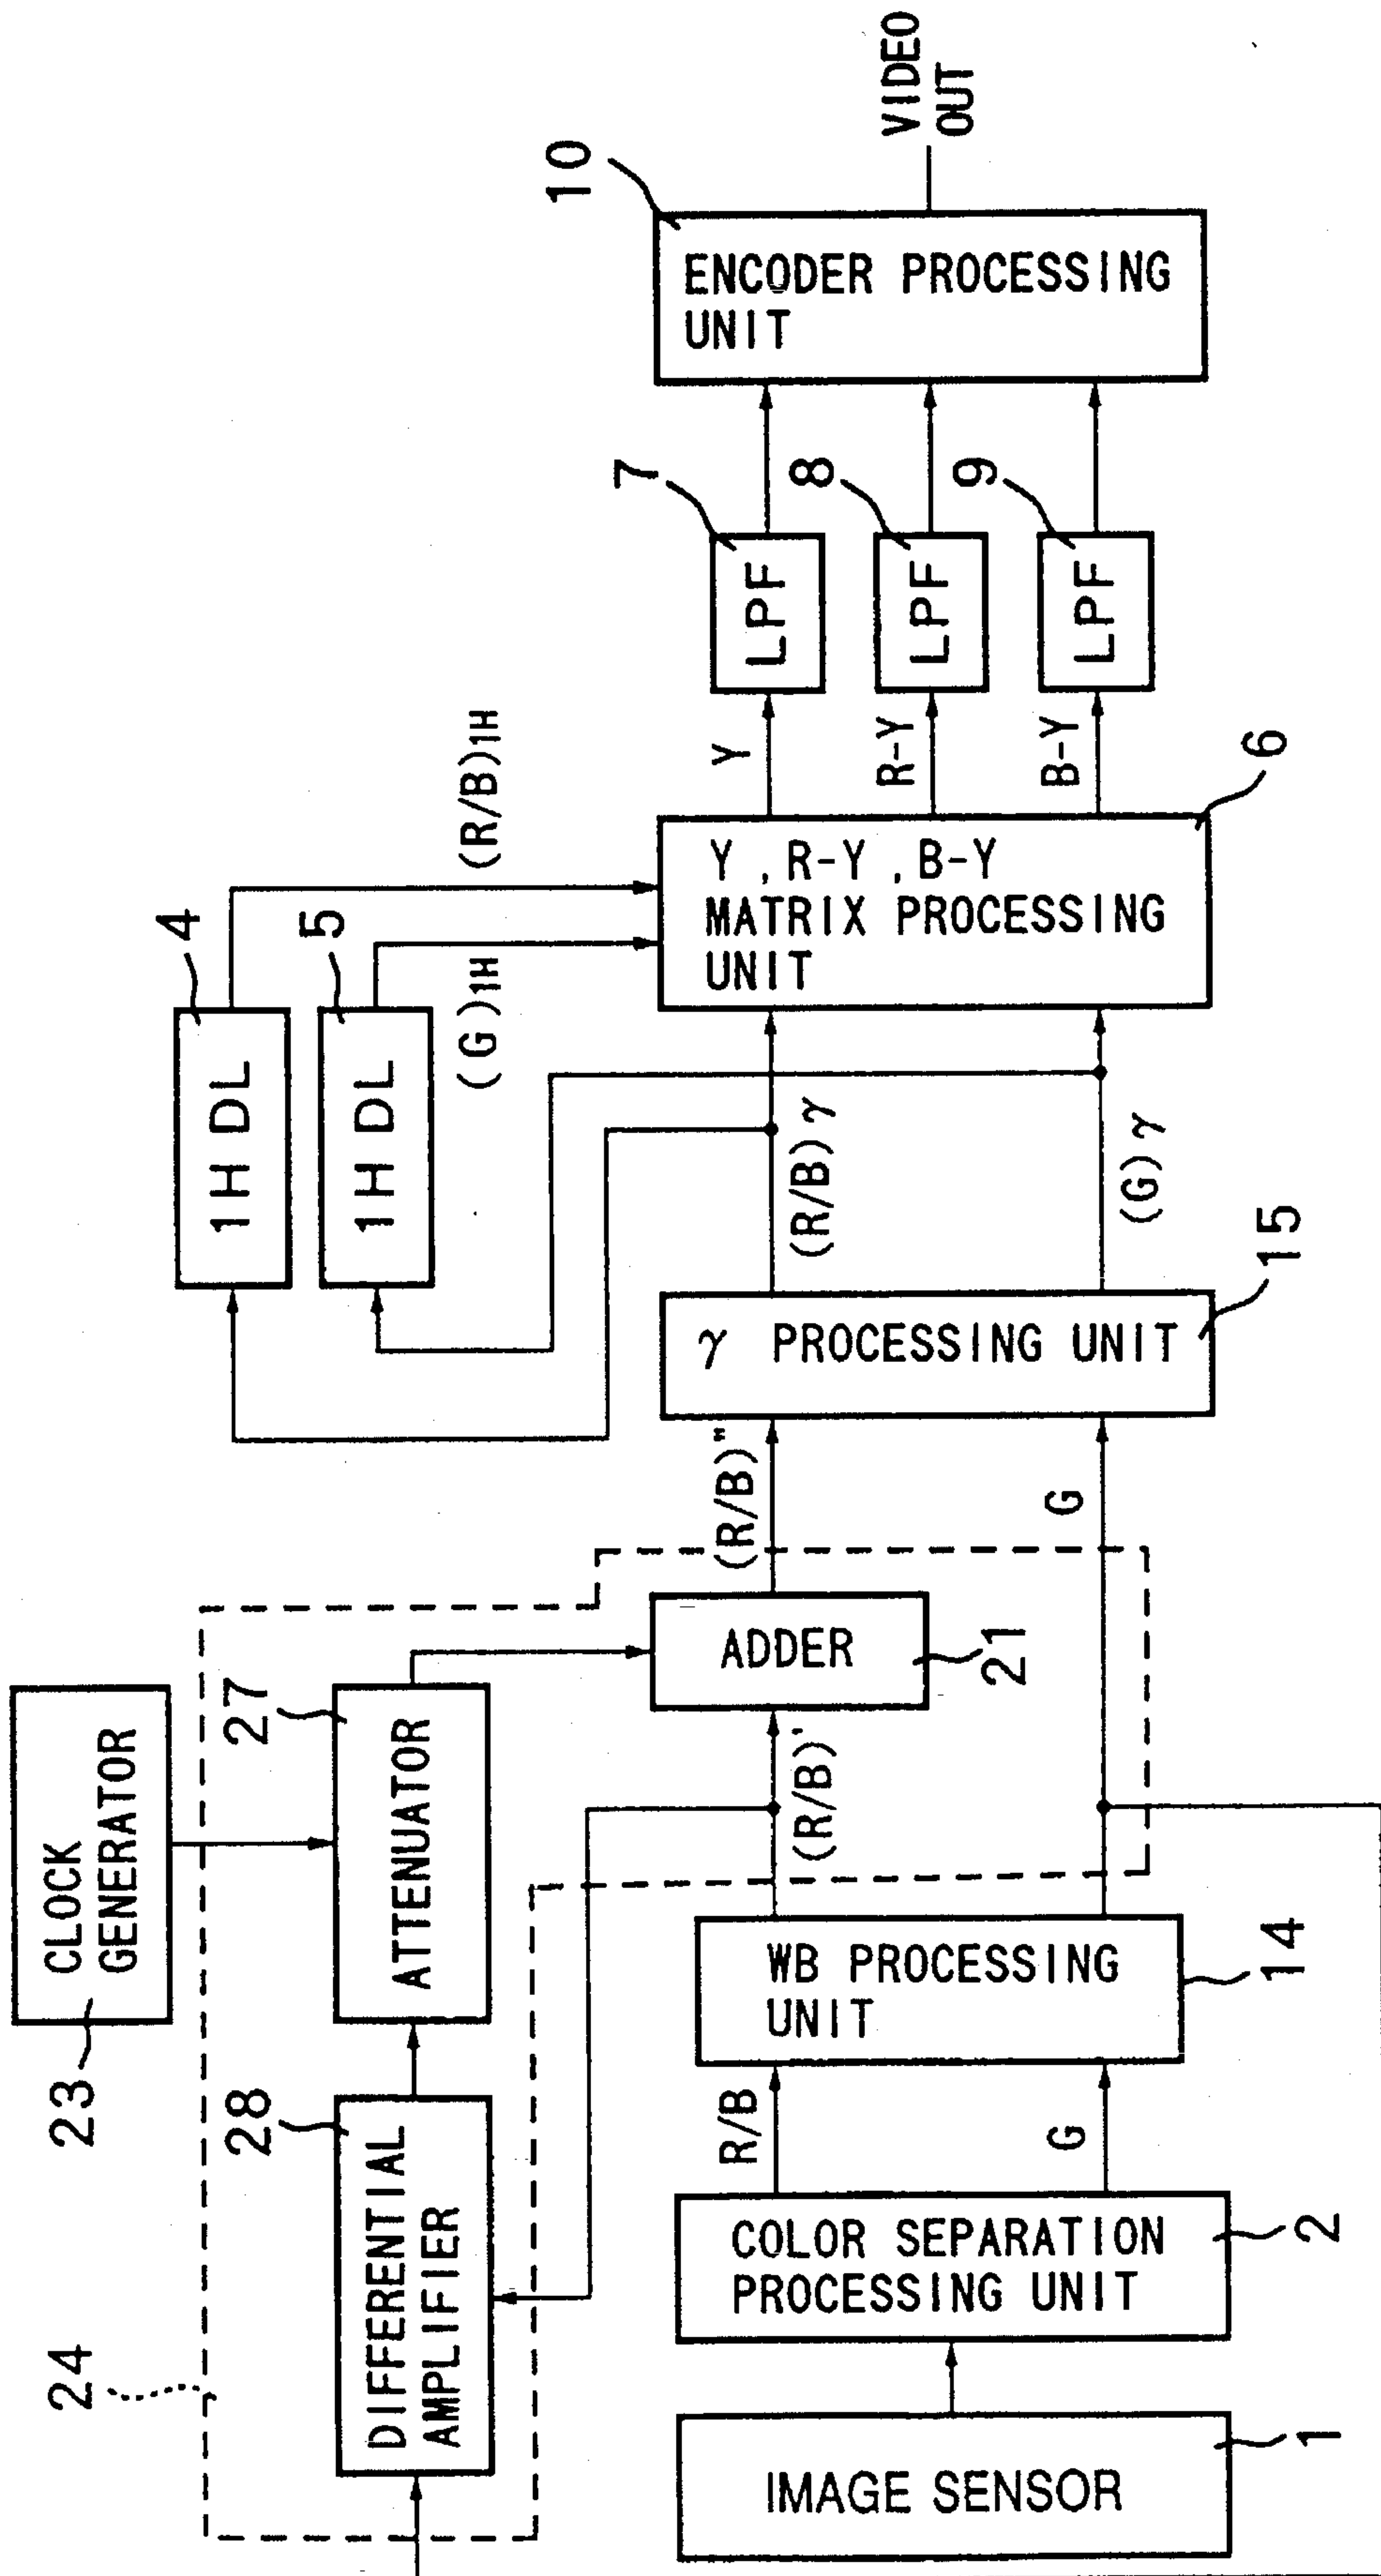 23
CLOCK
GENERATOR
24
28
DIFFERENTIAL
AMPLIFIER
27
ATTENUATOR
IMAGE SENSOR
1
COLOR SEPARATION
PROCESSING UNIT
2
R/B
G
WB PROCESSING
UNIT
14
(R/B)'
ADDER
21
(R/B)"
G
γ PROCESSING UNIT
15
(R/B)γ
(G)γ
1H DL
4
1H DL
5
(R/B)1H
(G)1H
Y , R-Y , B-Y
MATRIX PROCESSING
UNIT
6
Y
R-Y
B-Y
LPF
7
LPF
8
LPF
9
ENCODER PROCESSING
UNIT
10
VIDEO
OUT